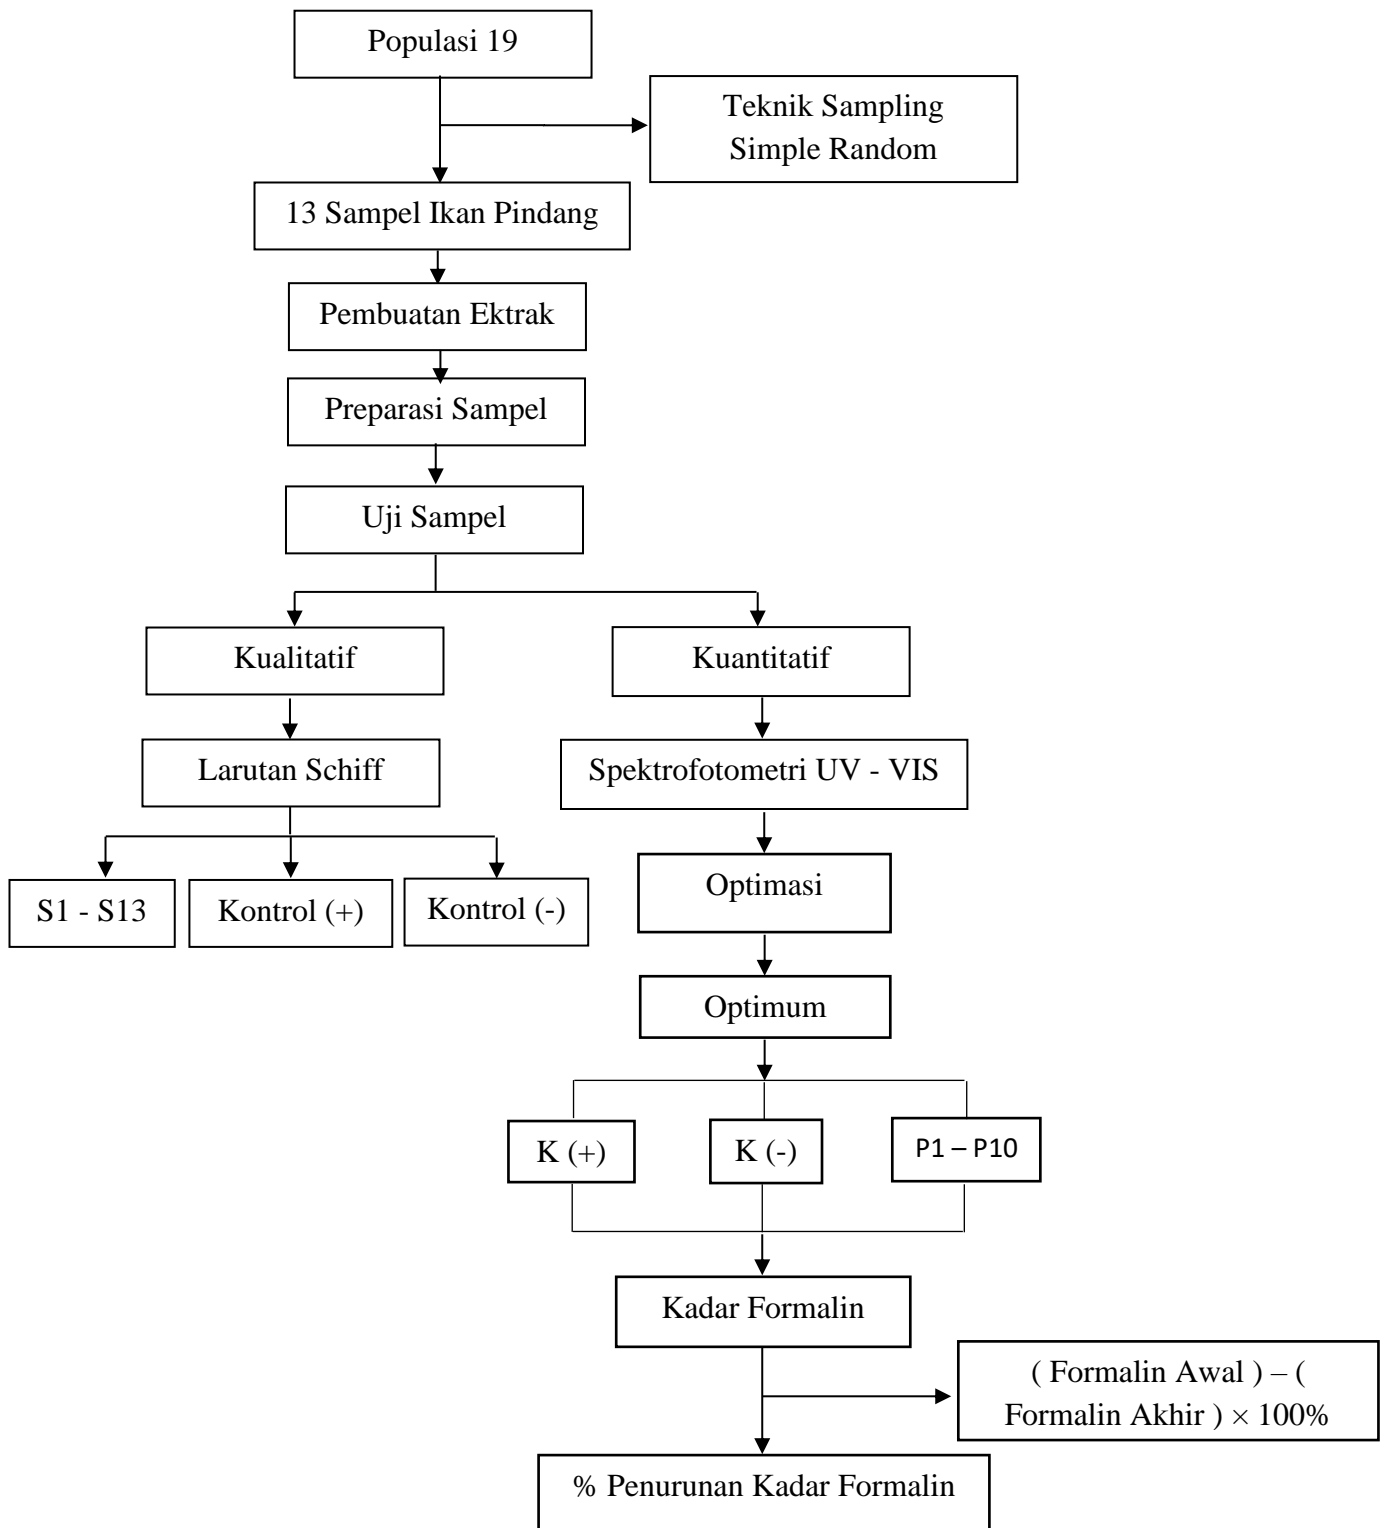 Populasi 19
Teknik Sampling
Simple Random
13 Sampel Ikan Pindang
Pembuatan Ektrak
Preparasi Sampel
Uji Sampel
Kualitatif
Kuantitatif
Larutan Schiff
Spektrofotometri UV - VIS
S1 - S13
Kontrol (+)
Kontrol (-)
Optimasi
Optimum
K (+)
K (-)
P1 – P10
Kadar Formalin
( Formalin Awal ) – (
Formalin Akhir ) × 100%
% Penurunan Kadar Formalin